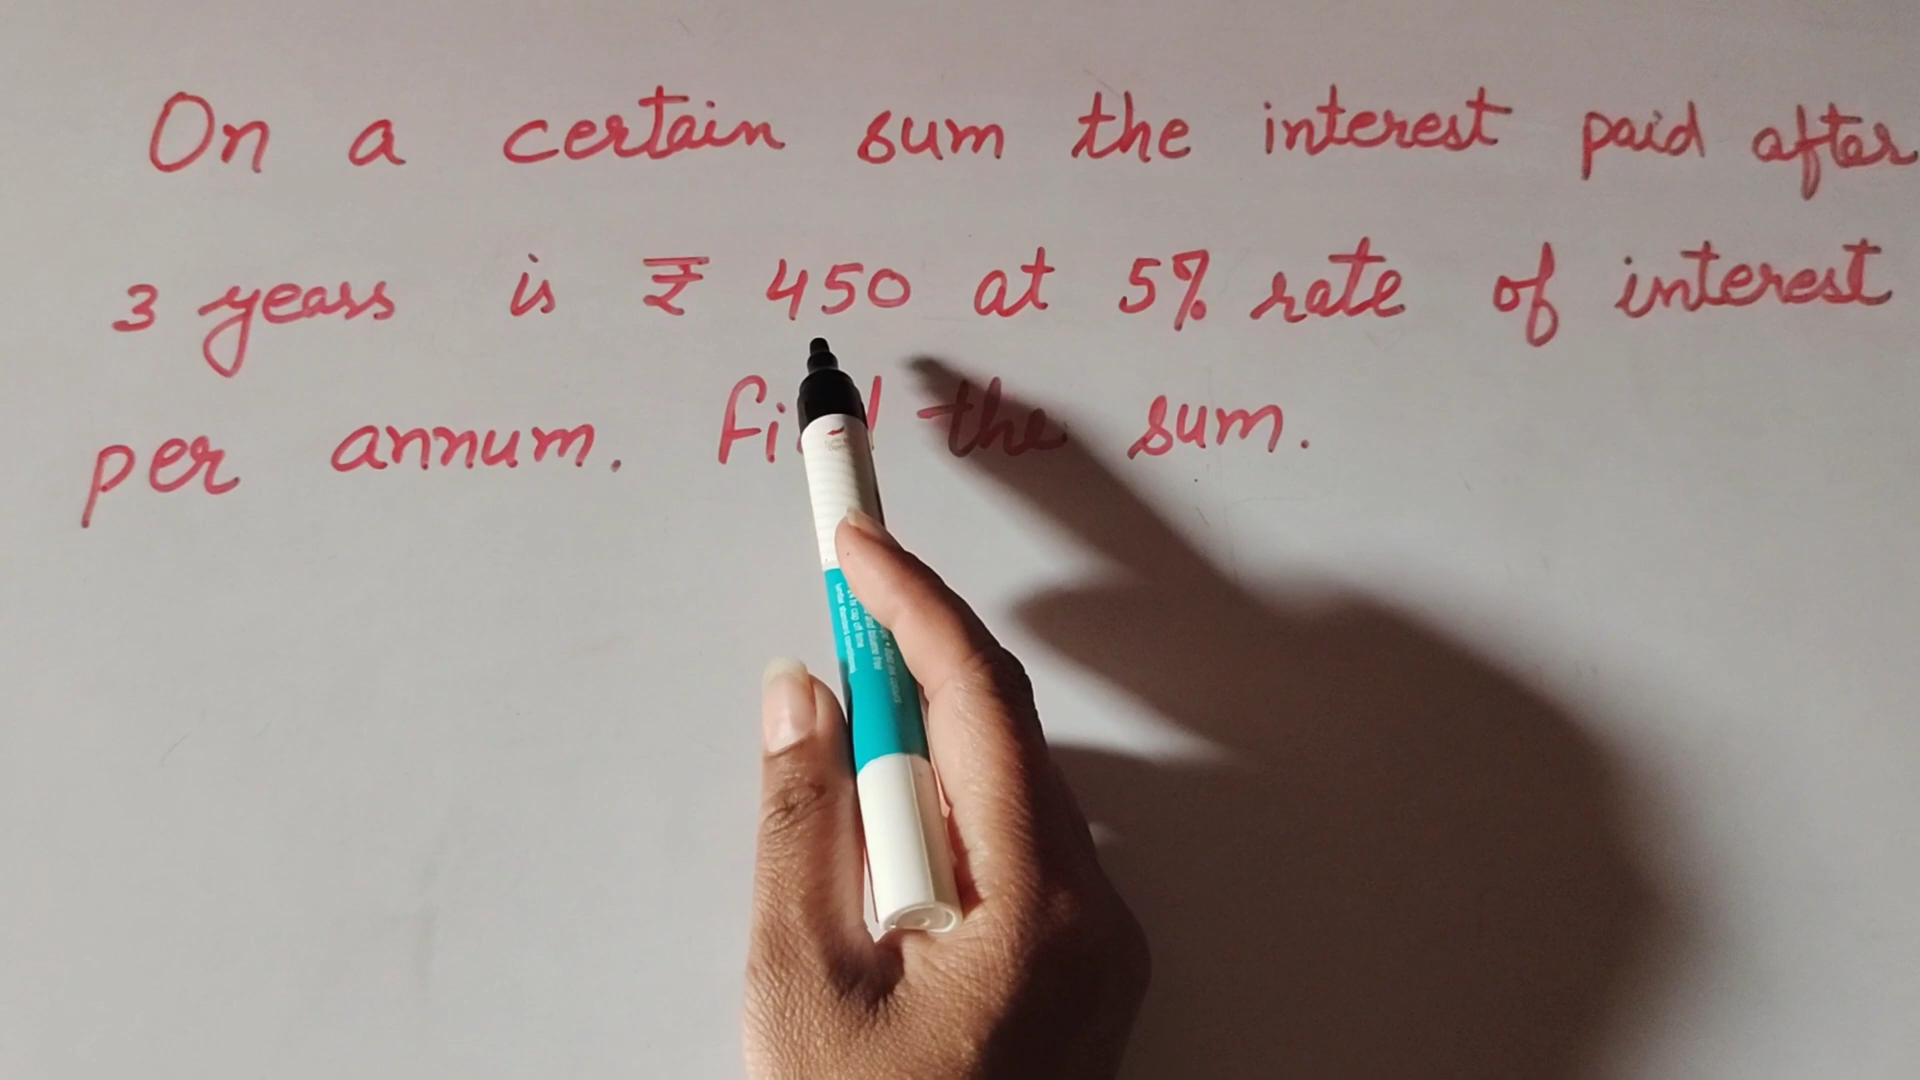 On a certain sum the interest paid after
3 years is ₹ 450 at 5% rate of interest
per annum. Find the sum.